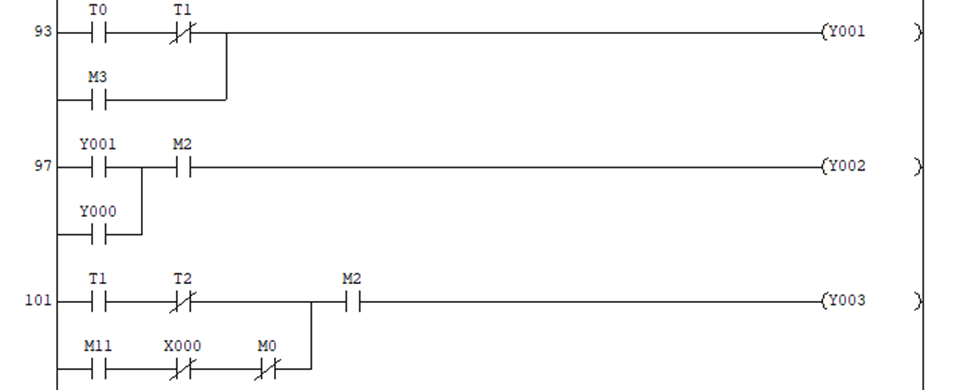 T0 T1
93 (Y001 )
M3
Y001 M2
97 (Y002 )
Y000
T1 T2 M2
101 (Y003 )
M11 X000 M0